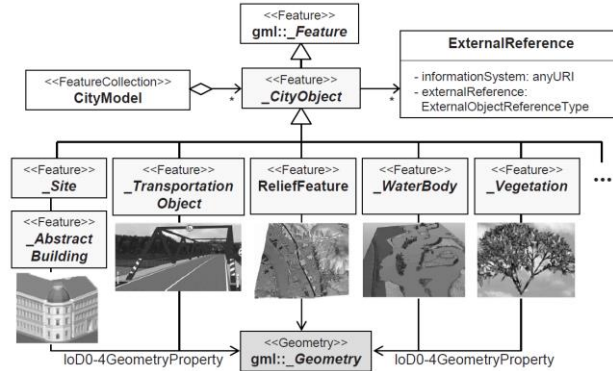 <<Feature>>
gml::_Feature
<<FeatureCollection>>
CityModel
*
<<Feature>>
_CityObject
*
ExternalReference
- informationSystem: anyURI
- externalReference:
ExternalObjectReferenceType
<<Feature>>
_Site
<<Feature>>
_Transportation
Object
<<Feature>>
ReliefFeature
<<Feature>>
_WaterBody
<<Feature>>
_Vegetation
...
<<Feature>>
_Abstract
Building
<<Geometry>>
gml::_Geometry
loD0-4GeometryProperty
loD0-4GeometryProperty